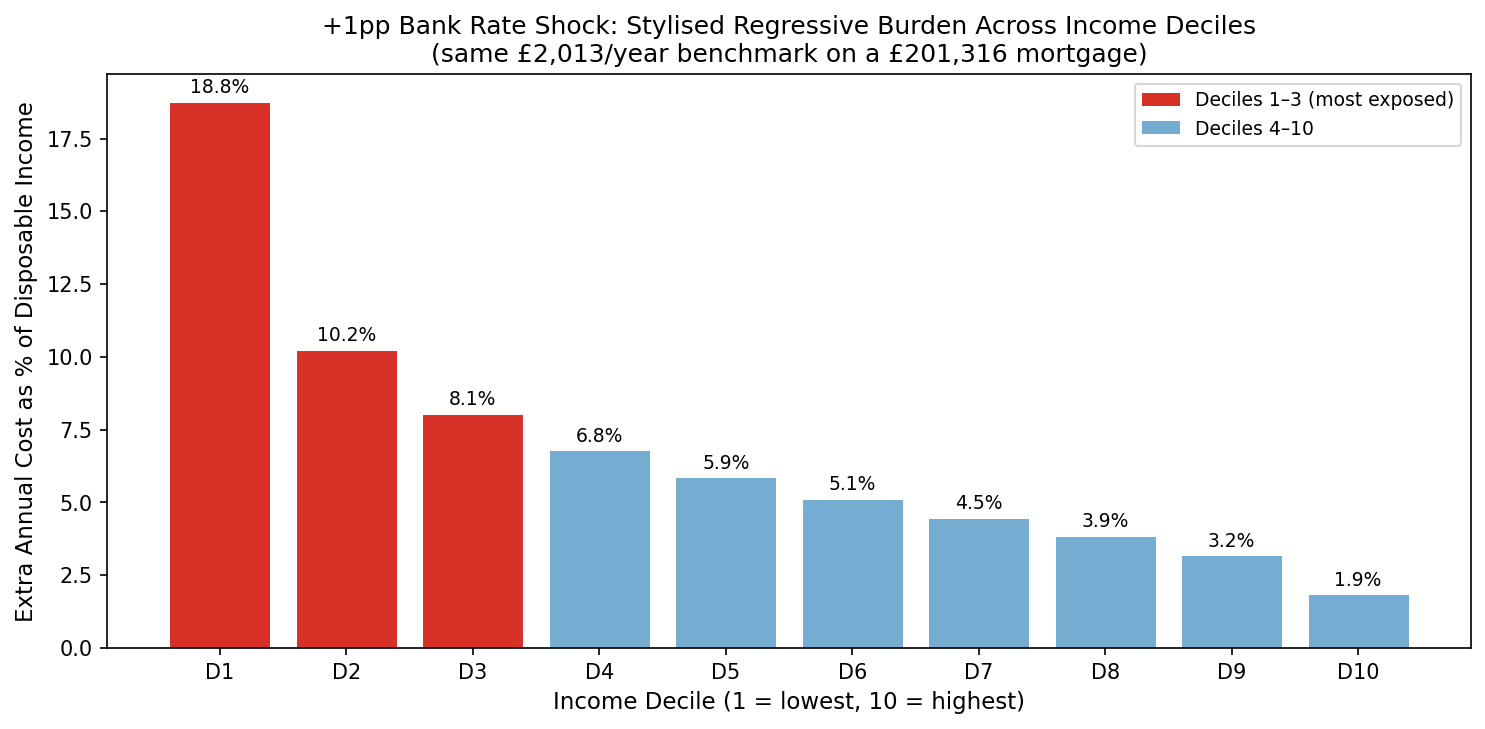 +1pp Bank Rate Shock: Stylised Regressive Burden Across Income Deciles
(same £2,013/year benchmark on a £201,316 mortgage)
Deciles 1–3 (most exposed)
Deciles 4–10
Extra Annual Cost as % of Disposable Income
17.5
15.0
12.5
10.0
7.5
5.0
2.5
0.0
18.8%
10.2%
8.1%
6.8%
5.9%
5.1%
4.5%
3.9%
3.2%
1.9%
D1
D2
D3
D4
D5
D6
D7
D8
D9
D10
Income Decile (1 = lowest, 10 = highest)